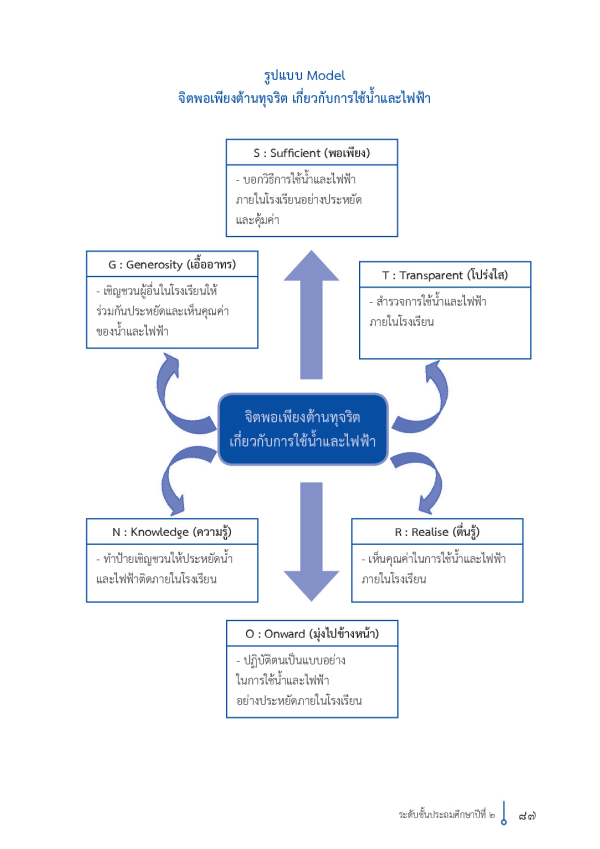 รูปแบบ Model
จิตพอเพียงต้านทุจริต เกี่ยวกับการใช้น้ำและไฟฟ้า
S : Sufficient (พอเพียง)
- บอกวิธีการใช้น้ำและไฟฟ้า
ภายในโรงเรียนอย่างประหยัด
และคุ้มค่า
G : Generosity (เอื้ออาทร)
- เชิญชวนผู้อื่นในโรงเรียนให้
ร่วมกันประหยัดและเห็นคุณค่า
ของน้ำและไฟฟ้า
T : Transparent (โปร่งใส)
- สำรวจการใช้น้ำและไฟฟ้า
ภายในโรงเรียน
จิตพอเพียงต้านทุจริต
เกี่ยวกับการใช้น้ำและไฟฟ้า
N : Knowledge (ความรู้)
- ทำป้ายเชิญชวนให้ประหยัดน้ำ
และไฟฟ้าติดภายในโรงเรียน
R : Realise (ตื่นรู้)
- เห็นคุณค่าในการใช้น้ำและไฟฟ้า
ภายในโรงเรียน
O : Onward (มุ่งไปข้างหน้า)
- ปฏิบัติตนเป็นแบบอย่าง
ในการใช้น้ำและไฟฟ้า
อย่างประหยัดภายในโรงเรียน
ระดับชั้นประถมศึกษาปีที่ ๒
๘๗